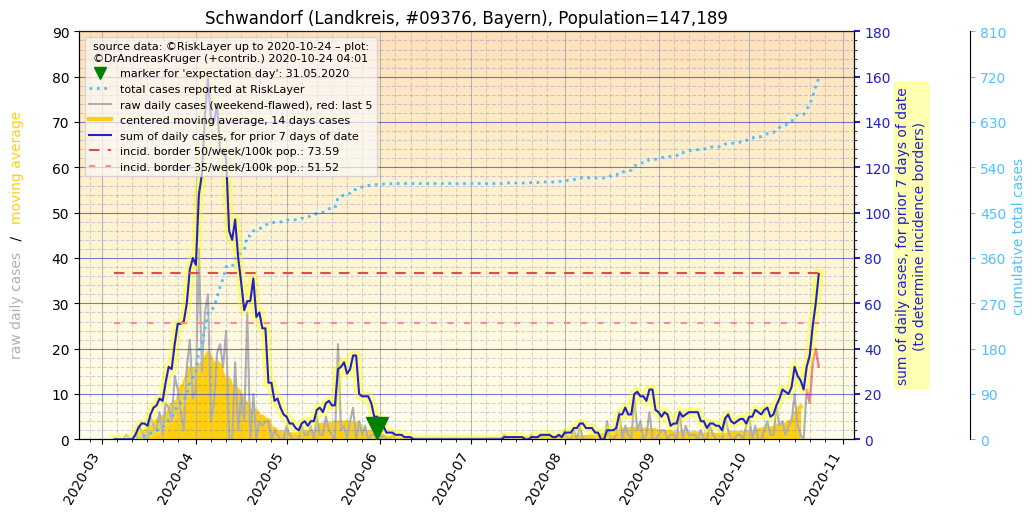 Schwandorf (Landkreis, #09376, Bayern), Population=147,189
source data: ©RiskLayer up to 2020-10-24 – plot:
©DrAndreasKruger (+contrib.) 2020-10-24 04:01
marker for 'expectation day': 31.05.2020
total cases reported at RiskLayer
raw daily cases (weekend-flawed), red: last 5
centered moving average, 14 days cases
sum of daily cases, for prior 7 days of date
incid. border 50/week/100k pop.: 73.59
incid. border 35/week/100k pop.: 51.52
raw daily cases / moving average
90
80
70
60
50
40
30
20
10
0
2020-03
2020-04
2020-05
2020-06
2020-07
2020-08
2020-09
2020-10
2020-11
180
160
140
120
100
80
60
40
20
0
sum of daily cases, for prior 7 days of date
(to determine incidence borders)
810
720
630
540
450
360
270
180
90
0
cumulative total cases